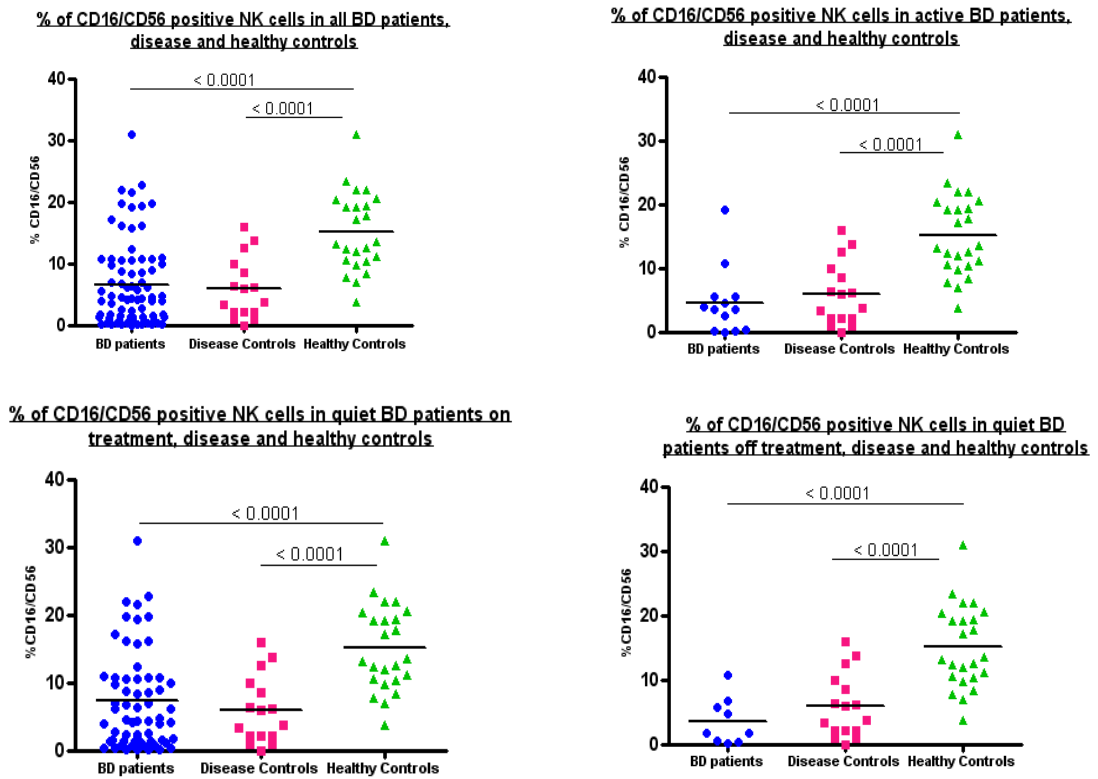 % of CD16/CD56 positive NK cells in all BD patients,
disease and healthy controls
40
30
20
10
0
% CD16/CD56
< 0.0001
< 0.0001
BD patients
Disease Controls
Healthy Controls
% of CD16/CD56 positive NK cells in active BD patients,
disease and healthy controls
40
30
20
10
0
% CD16/CD56
< 0.0001
< 0.0001
BD patients
Disease Controls
Healthy Controls
% of CD16/CD56 positive NK cells in quiet BD patients on
treatment, disease and healthy controls
40
30
20
10
0
%CD16/CD56
< 0.0001
< 0.0001
BD patients
Disease Controls
Healthy Controls
% of CD16/CD56 positive NK cells in quiet BD
patients off treatment, disease and healthy controls
40
30
20
10
0
%CD16/CD56
< 0.0001
< 0.0001
BD patients
Disease Controls
Healthy Controls